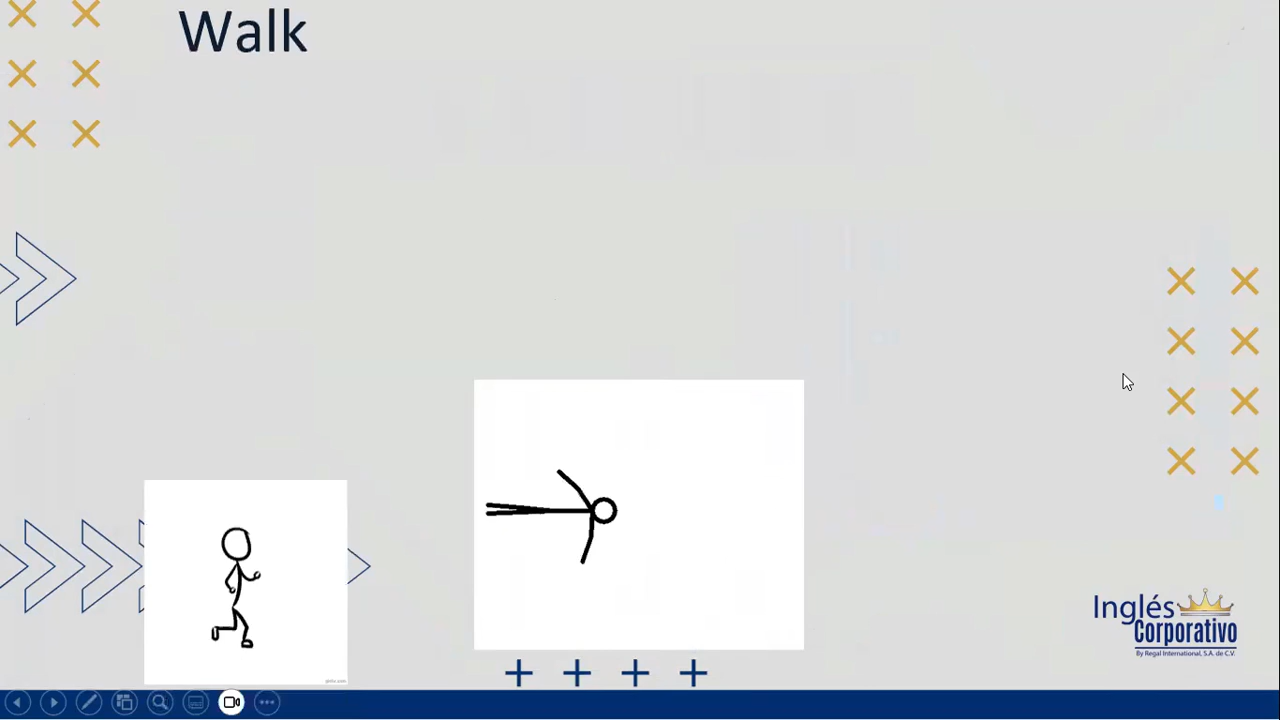 Walk
Inglés
Corporativo
By Regal International, S.A. de C.V.